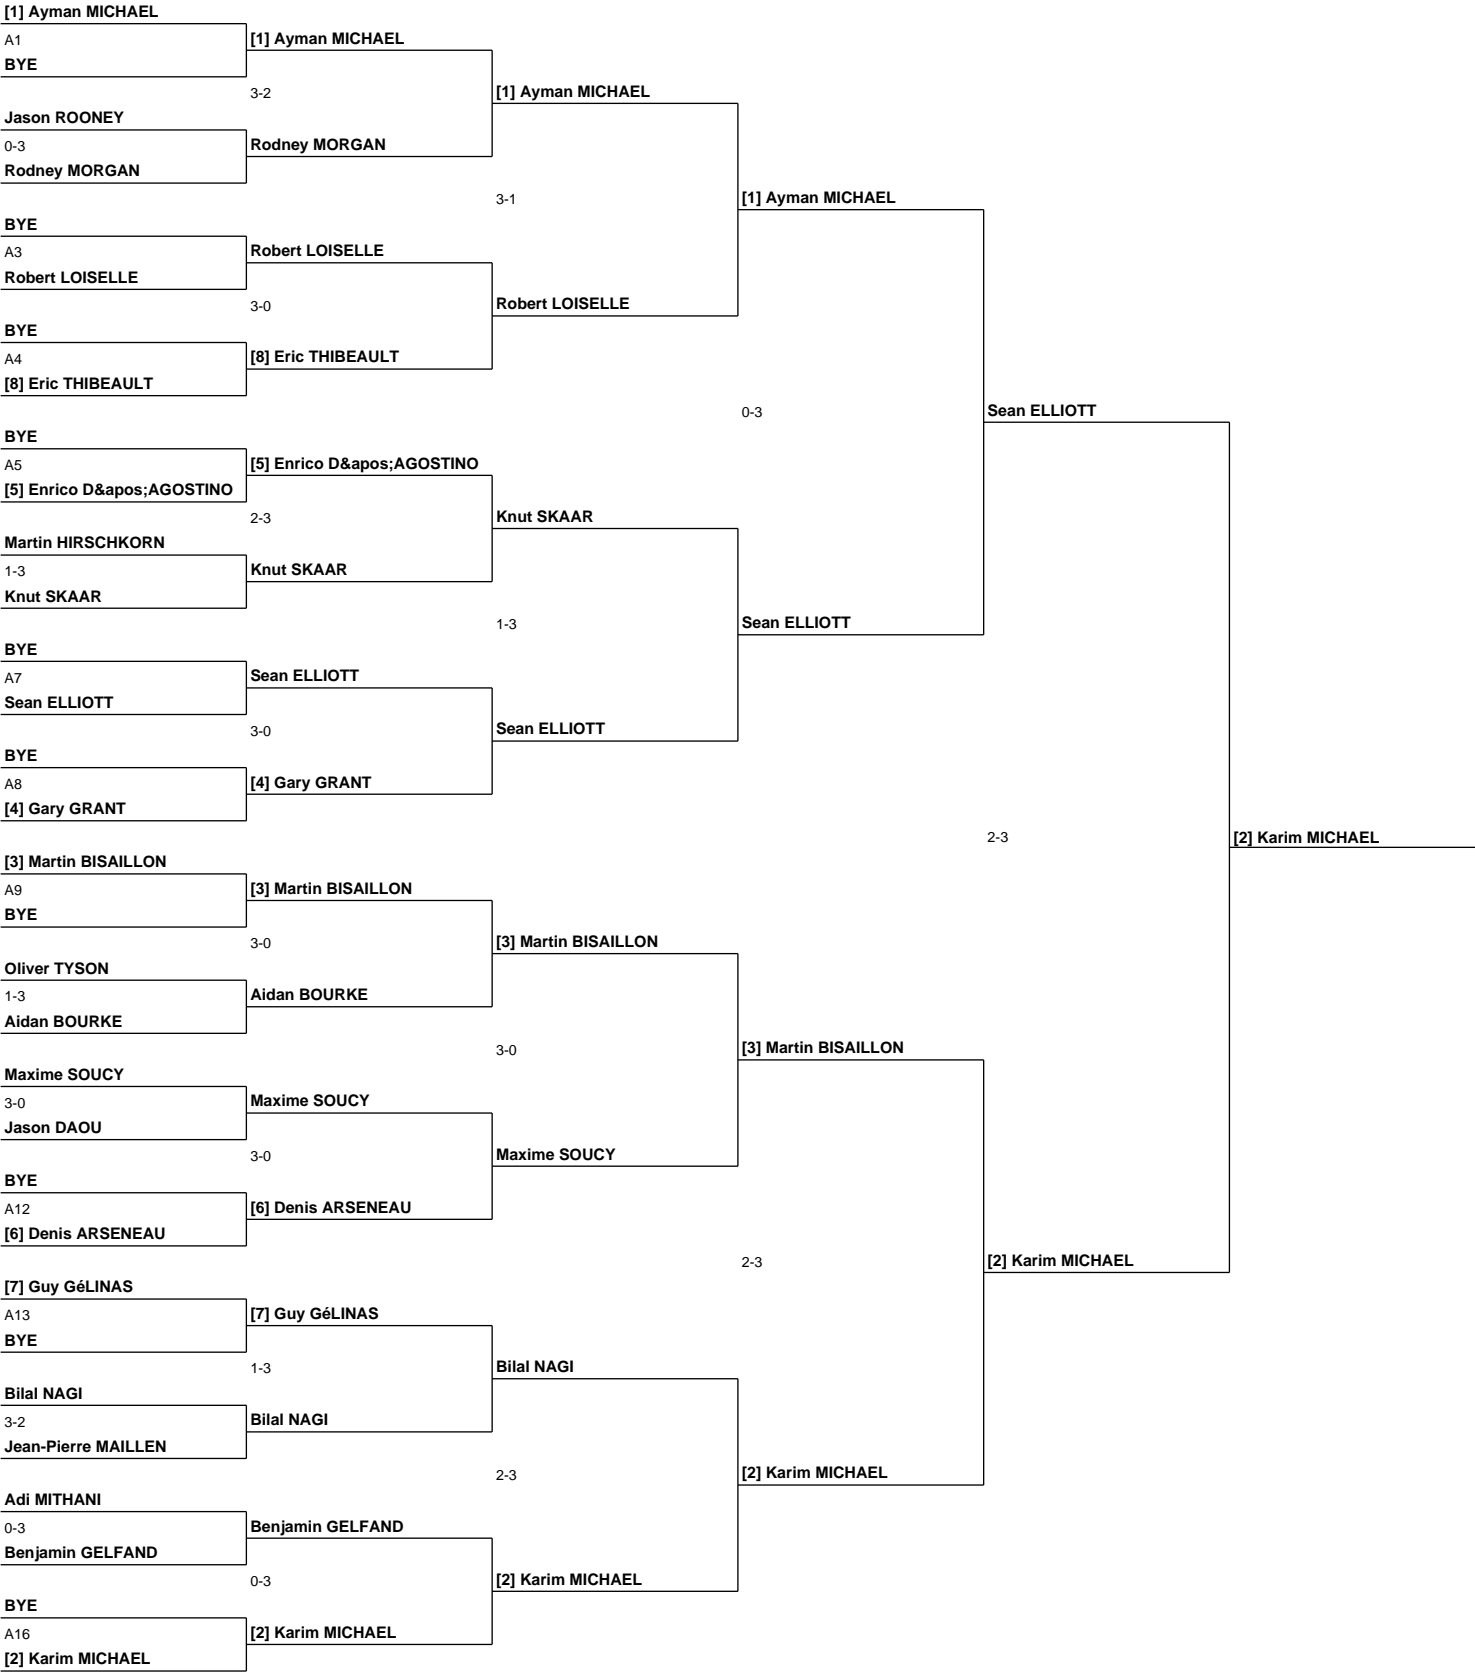 [1] Ayman MICHAEL
A1
[1] Ayman MICHAEL
BYE
3-2
[1] Ayman MICHAEL
Jason ROONEY
0-3
Rodney MORGAN
Rodney MORGAN
3-1
[1] Ayman MICHAEL
BYE
A3
Robert LOISELLE
Robert LOISELLE
3-0
Robert LOISELLE
BYE
A4
[8] Eric THIBEAULT
[8] Eric THIBEAULT
0-3
Sean ELLIOTT
BYE
A5
[5] Enrico D&apos;AGOSTINO
[5] Enrico D&apos;AGOSTINO
2-3
Knut SKAAR
Martin HIRSCHKORN
1-3
Knut SKAAR
Knut SKAAR
1-3
Sean ELLIOTT
BYE
A7
Sean ELLIOTT
Sean ELLIOTT
3-0
Sean ELLIOTT
BYE
A8
[4] Gary GRANT
[4] Gary GRANT
2-3
[2] Karim MICHAEL
[3] Martin BISAILLON
A9
[3] Martin BISAILLON
BYE
3-0
[3] Martin BISAILLON
Oliver TYSON
1-3
Aidan BOURKE
Aidan BOURKE
3-0
[3] Martin BISAILLON
Maxime SOUCY
3-0
Maxime SOUCY
Jason DAOU
3-0
Maxime SOUCY
BYE
A12
[6] Denis ARSENEAU
[6] Denis ARSENEAU
2-3
[2] Karim MICHAEL
[7] Guy GéLINAS
A13
[7] Guy GéLINAS
BYE
1-3
Bilal NAGI
Bilal NAGI
3-2
Bilal NAGI
Jean-Pierre MAILLEN
2-3
[2] Karim MICHAEL
Adi MITHANI
0-3
Benjamin GELFAND
Benjamin GELFAND
0-3
[2] Karim MICHAEL
BYE
A16
[2] Karim MICHAEL
[2] Karim MICHAEL